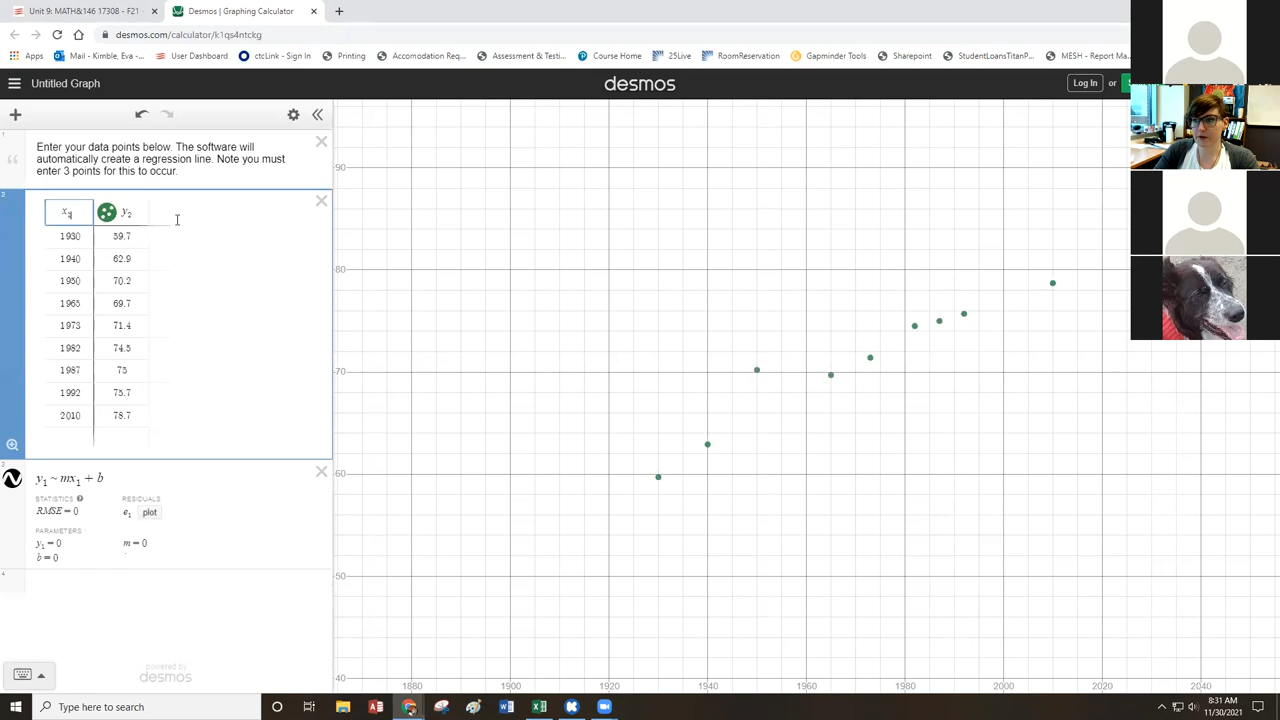 Unit 9: MATH&146 17308 - F21
Desmos | Graphing Calculator
desmos.com/calculator/k1qs4ntckg
Apps
Mail - Kimble, Eva -...
User Dashboard
ctcLink - Sign In
Printing
Accomodation Req...
Assessment & Testi...
Course Home
25Live
RoomReservation
Gapminder Tools
Sharepoint
StudentLoansTitanP...
MESH - Report Ma...
Untitled Graph
desmos
Log In or
1
Enter your data points below. The software will
automatically create a regression line. Note you must
enter 3 points for this to occur.
2
y₂
1930 59.7
1940 62.9
1950 70.2
1965 69.7
1973 71.4
1982 74.5
1987 75
1992 75.7
2010 78.7
y₁ ~ mx₁ + b
STATISTICS RESIDUALS
RMSE = 0 e₁ plot
PARAMETERS
y₁ = 0 m = 0
b = 0
4
powered by
desmos
90
80
70
60
50
40
1880 1900 1920 1940 1960 1980 2000 2020 2040
Type here to search
8:31 AM
11/30/2021